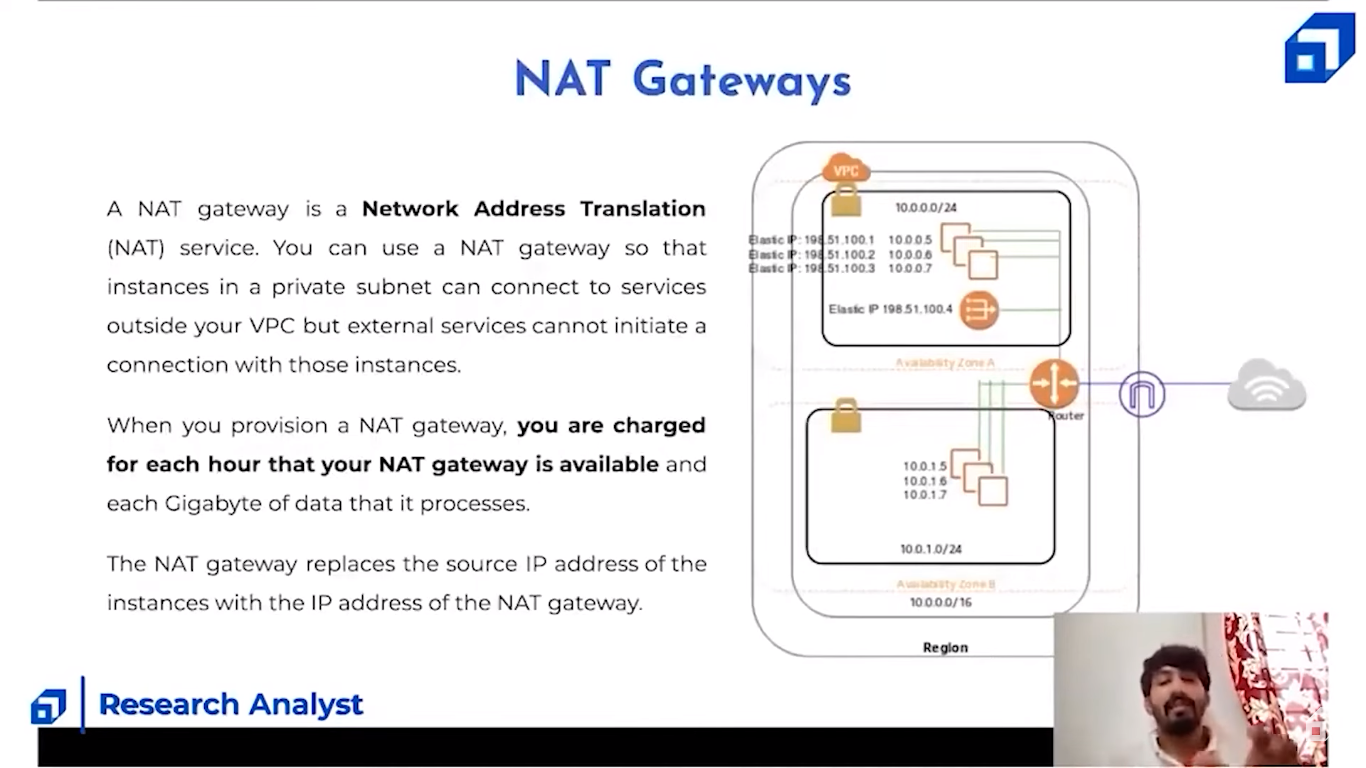 NAT Gateways
A NAT gateway is a Network Address Translation
(NAT) service. You can use a NAT gateway so that
instances in a private subnet can connect to services
outside your VPC but external services cannot initiate a
connection with those instances.
When you provision a NAT gateway, you are charged
for each hour that your NAT gateway is available and
each Gigabyte of data that it processes.
The NAT gateway replaces the source IP address of the
instances with the IP address of the NAT gateway.
VPC
10.0.0.0/24
Elastic IP: 198.51.100.1 10.0.0.5
Elastic IP: 198.51.100.2 10.0.0.6
Elastic IP: 198.51.100.3 10.0.0.7
Elastic IP 198.51.100.4
Availability Zone A
Router
10.0.1.5
10.0.1.6
10.0.1.7
10.0.1.0/24
Availability Zone B
10.0.0.0/16
Region
Research Analyst